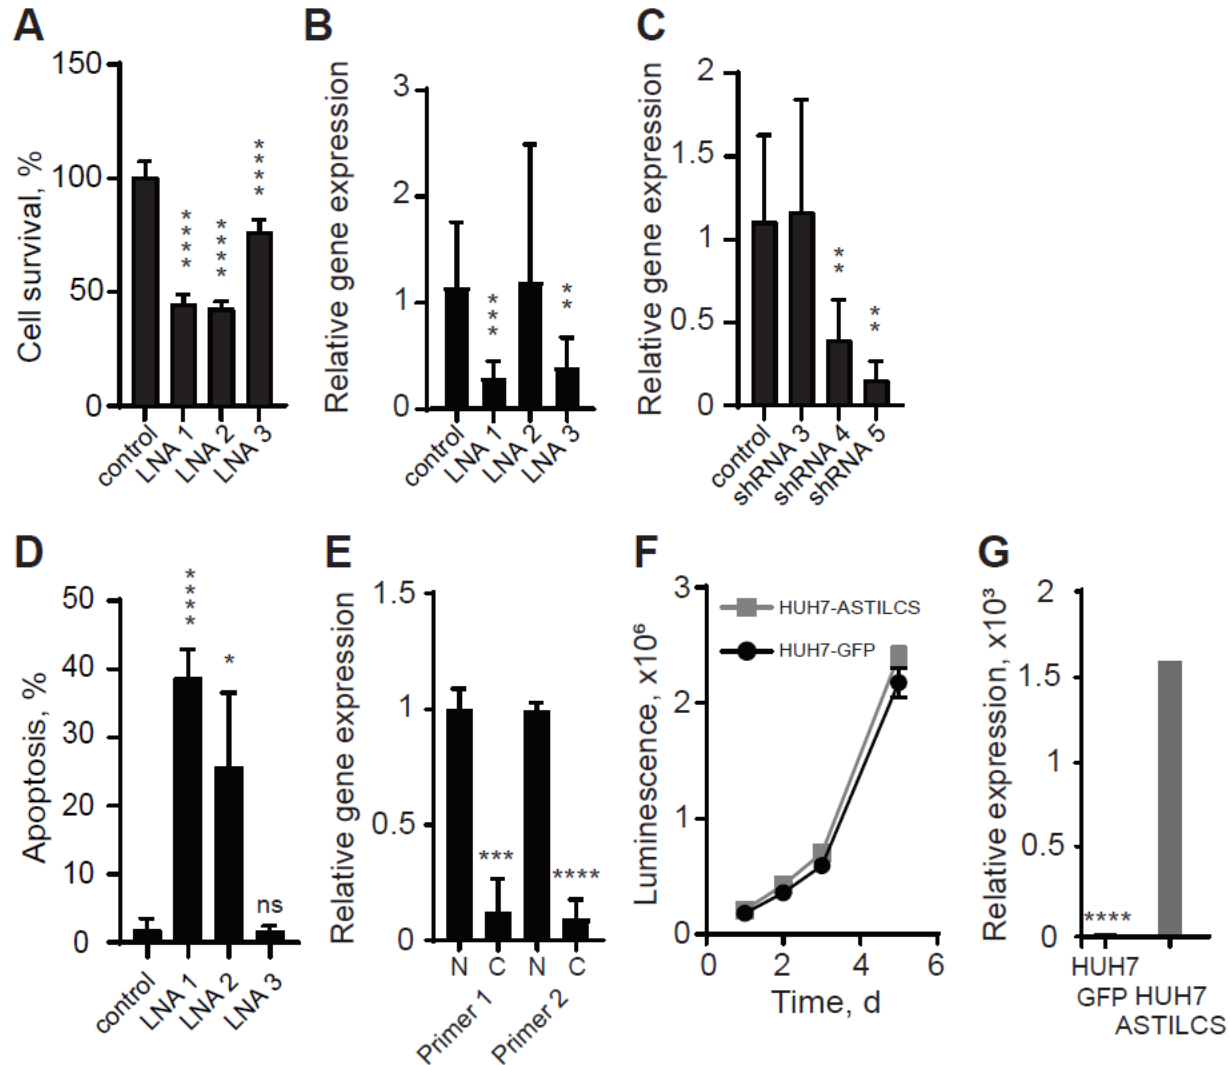 A
Cell survival, %
150
100
50
0
****
****
****
control
LNA 1
LNA 2
LNA 3
B
Relative gene expression
3
2
1
0
***
**
control
LNA 1
LNA 2
LNA 3
C
Relative gene expression
2
1.5
1
0.5
0
**
**
control
shRNA 3
shRNA 4
shRNA 5
D
Apoptosis, %
50
40
30
20
10
0
****
*
ns
control
LNA 1
LNA 2
LNA 3
E
Relative gene expression
1.5
1
0.5
0
***
****
N C N C
Primer 1
Primer 2
F
Luminescence, x10⁶
3
2
1
0
HUH7-ASTILCS
HUH7-GFP
0 2 4 6
Time, d
G
Relative expression, x10³
2
1.5
1
0.5
0
****
HUH7
GFP
HUH7
ASTILCS